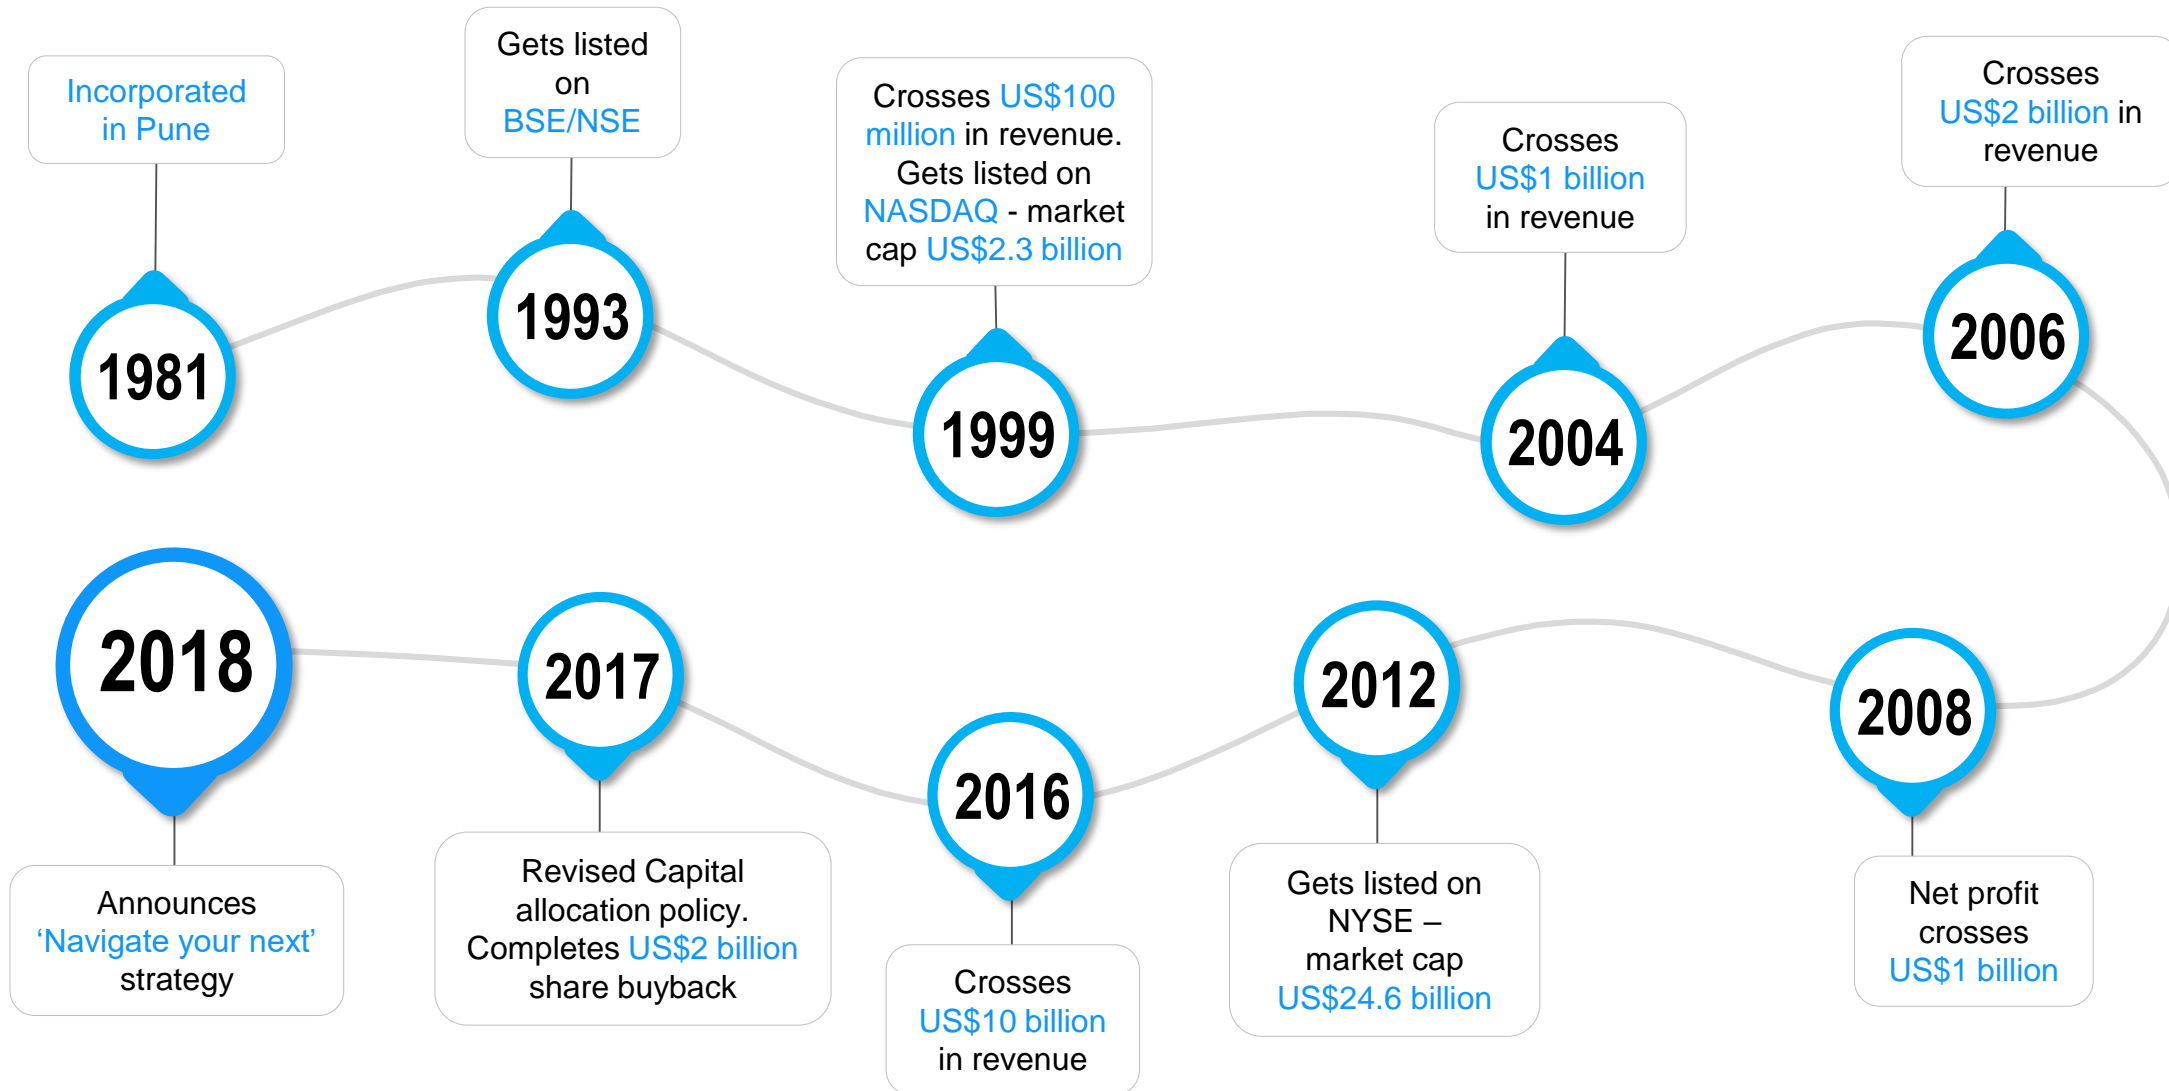 Incorporated
in Pune
1981
Gets listed
on
BSE/NSE
1993
Crosses US$100
million in revenue.
Gets listed on
NASDAQ - market
cap US$2.3 billion
1999
Crosses
US$1 billion
in revenue
2004
Crosses
US$2 billion in
revenue
2006
2008
Net profit
crosses
US$1 billion
2012
Gets listed on
NYSE –
market cap
US$24.6 billion
2016
Crosses
US$10 billion
in revenue
2017
Revised Capital
allocation policy.
Completes US$2 billion
share buyback
2018
Announces
‘Navigate your next’
strategy